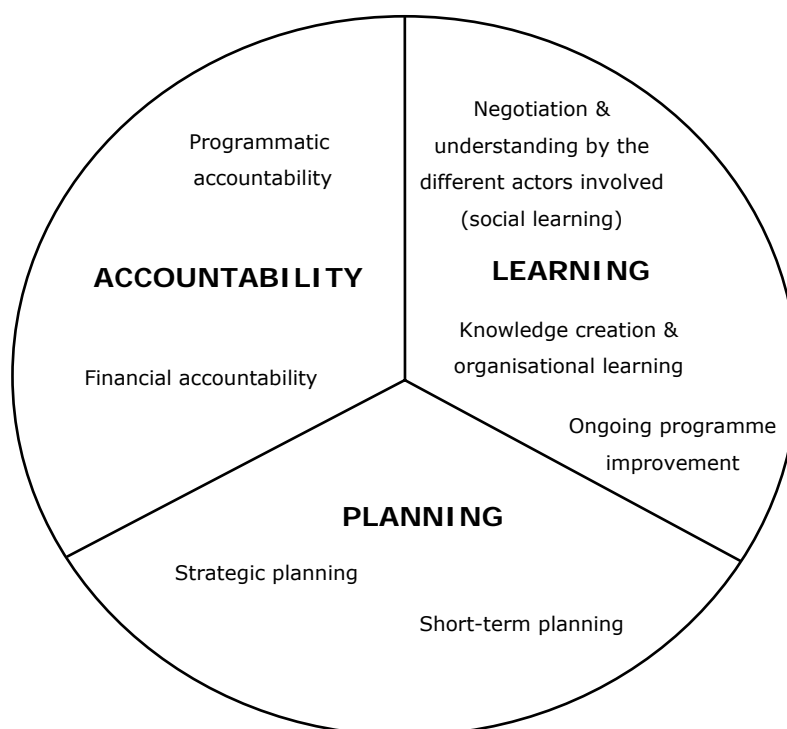 Programmatic
accountability
ACCOUNTABILITY
Financial accountability
Negotiation &
understanding by the
different actors involved
(social learning)
LEARNING
Knowledge creation &
organisational learning
Ongoing programme
improvement
PLANNING
Strategic planning
Short-term planning